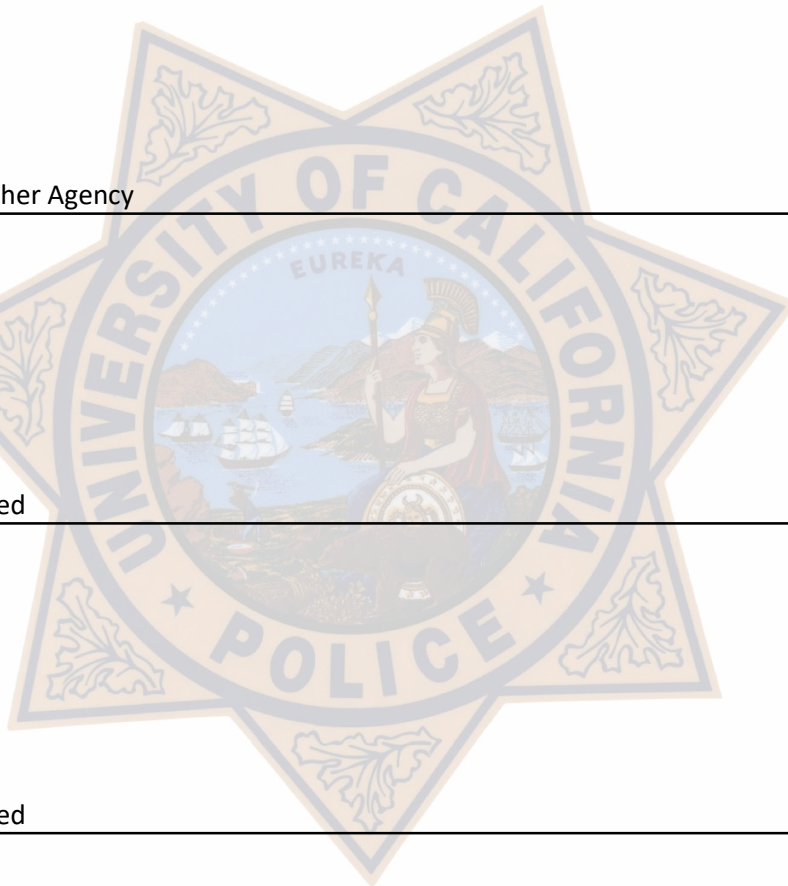 her Agency
UNIVERSITY OF CALIFORNIA
EUREKA
ed
POLICE
ed